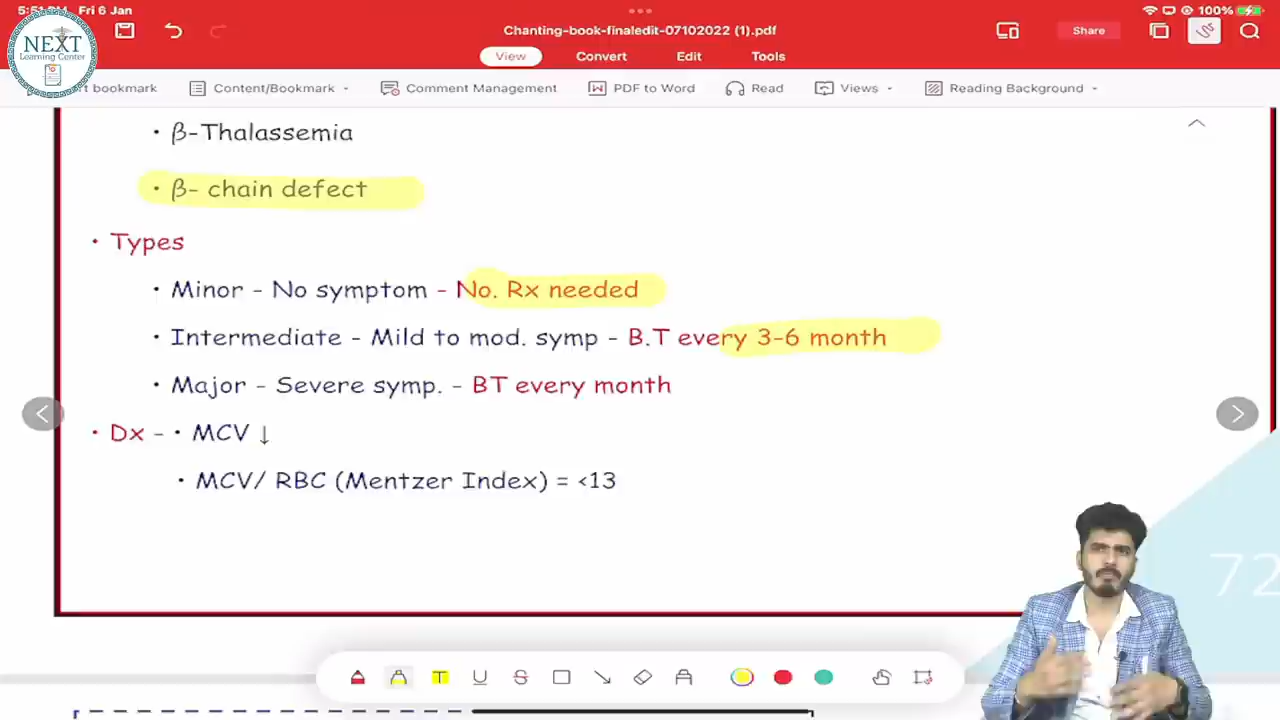 5:51 PM Fri 6 Jan
100%
NEXT
Learning Center
Chanting-book-finaledit-07102022 (1).pdf
Share
View
Convert
Edit
Tools
bookmark
Content/Bookmark
Comment Management
PDF to Word
Read
Views
Reading Background
• β-Thalassemia
• β- chain defect
• Types
• Minor - No symptom - No. Rx needed
• Intermediate - Mild to mod. symp - B.T every 3-6 month
• Major - Severe symp. - BT every month
• Dx - • MCV ↓
• MCV/ RBC (Mentzer Index) = <13
72
T
U
S